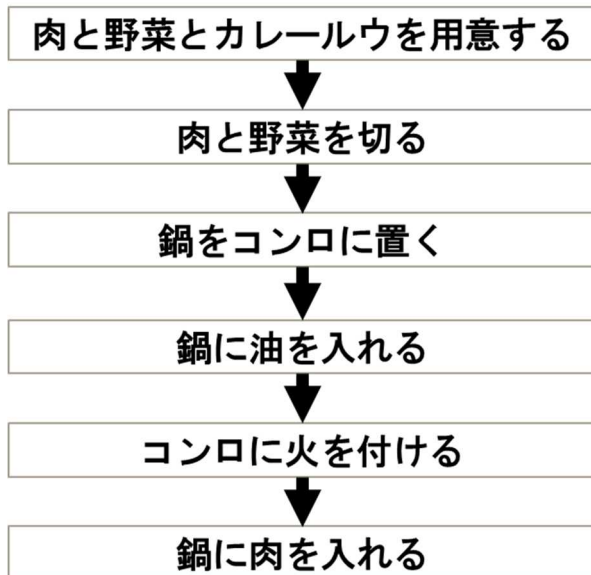 肉と野菜とカレールウを用意する
肉と野菜を切る
鍋をコンロに置く
鍋に油を入れる
コンロに火を付ける
鍋に肉を入れる